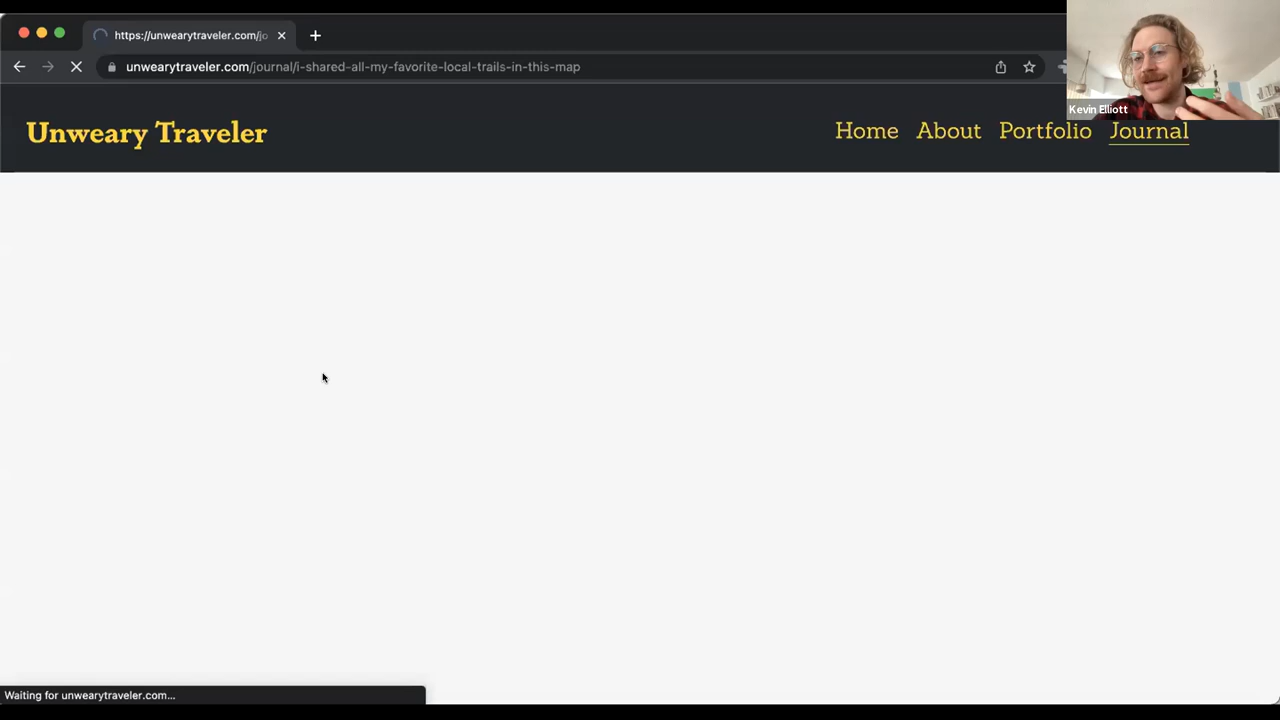 https://unwearytraveler.com/jo
unwearytraveler.com/journal/i-shared-all-my-favorite-local-trails-in-this-map
Kevin Elliott
Unweary Traveler
Home About Portfolio Journal
Waiting for unwearytraveler.com...